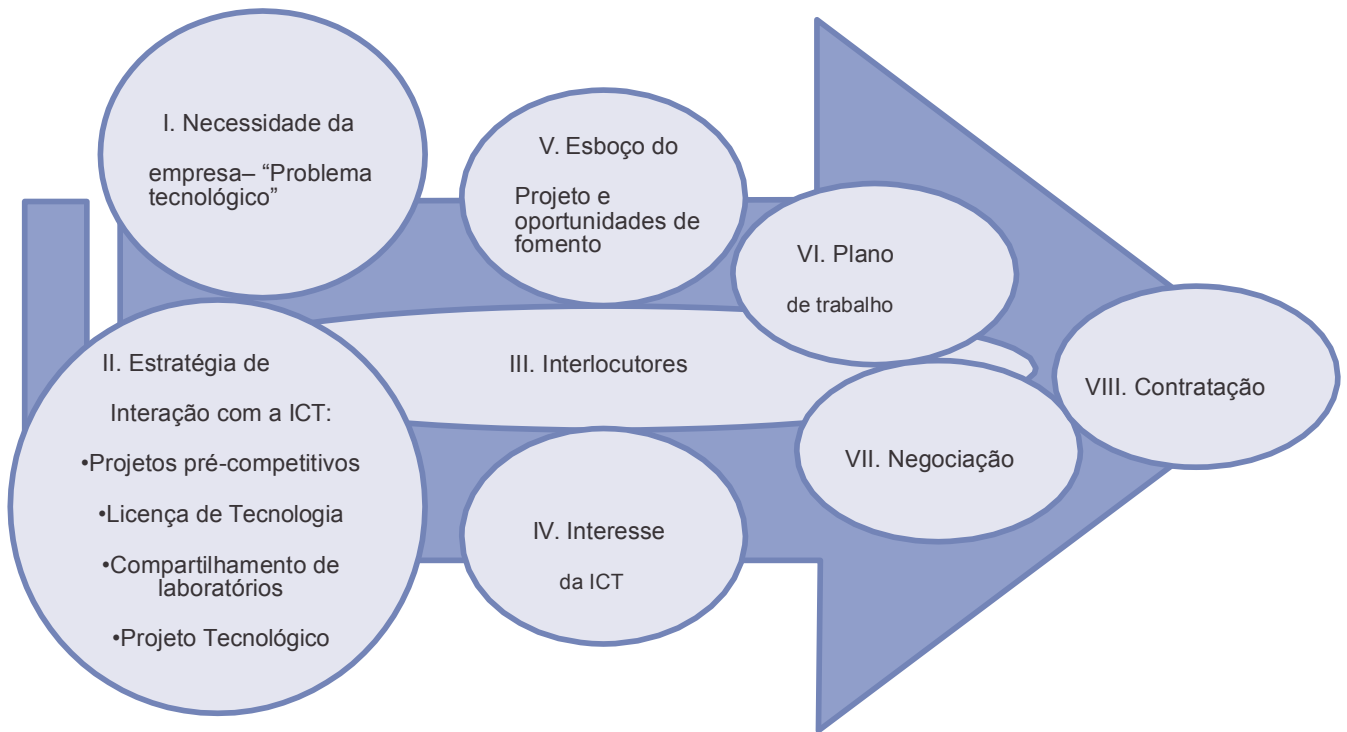 I. Necessidade da
empresa– “Problema
tecnológico”
II. Estratégia de
Interação com a ICT:
•Projetos pré-competitivos
•Licença de Tecnologia
•Compartilhamento de
laboratórios
•Projeto Tecnológico
III. Interlocutores
IV. Interesse
da ICT
V. Esboço do
Projeto e
oportunidades de
fomento
VI. Plano
de trabalho
VII. Negociação
VIII. Contratação